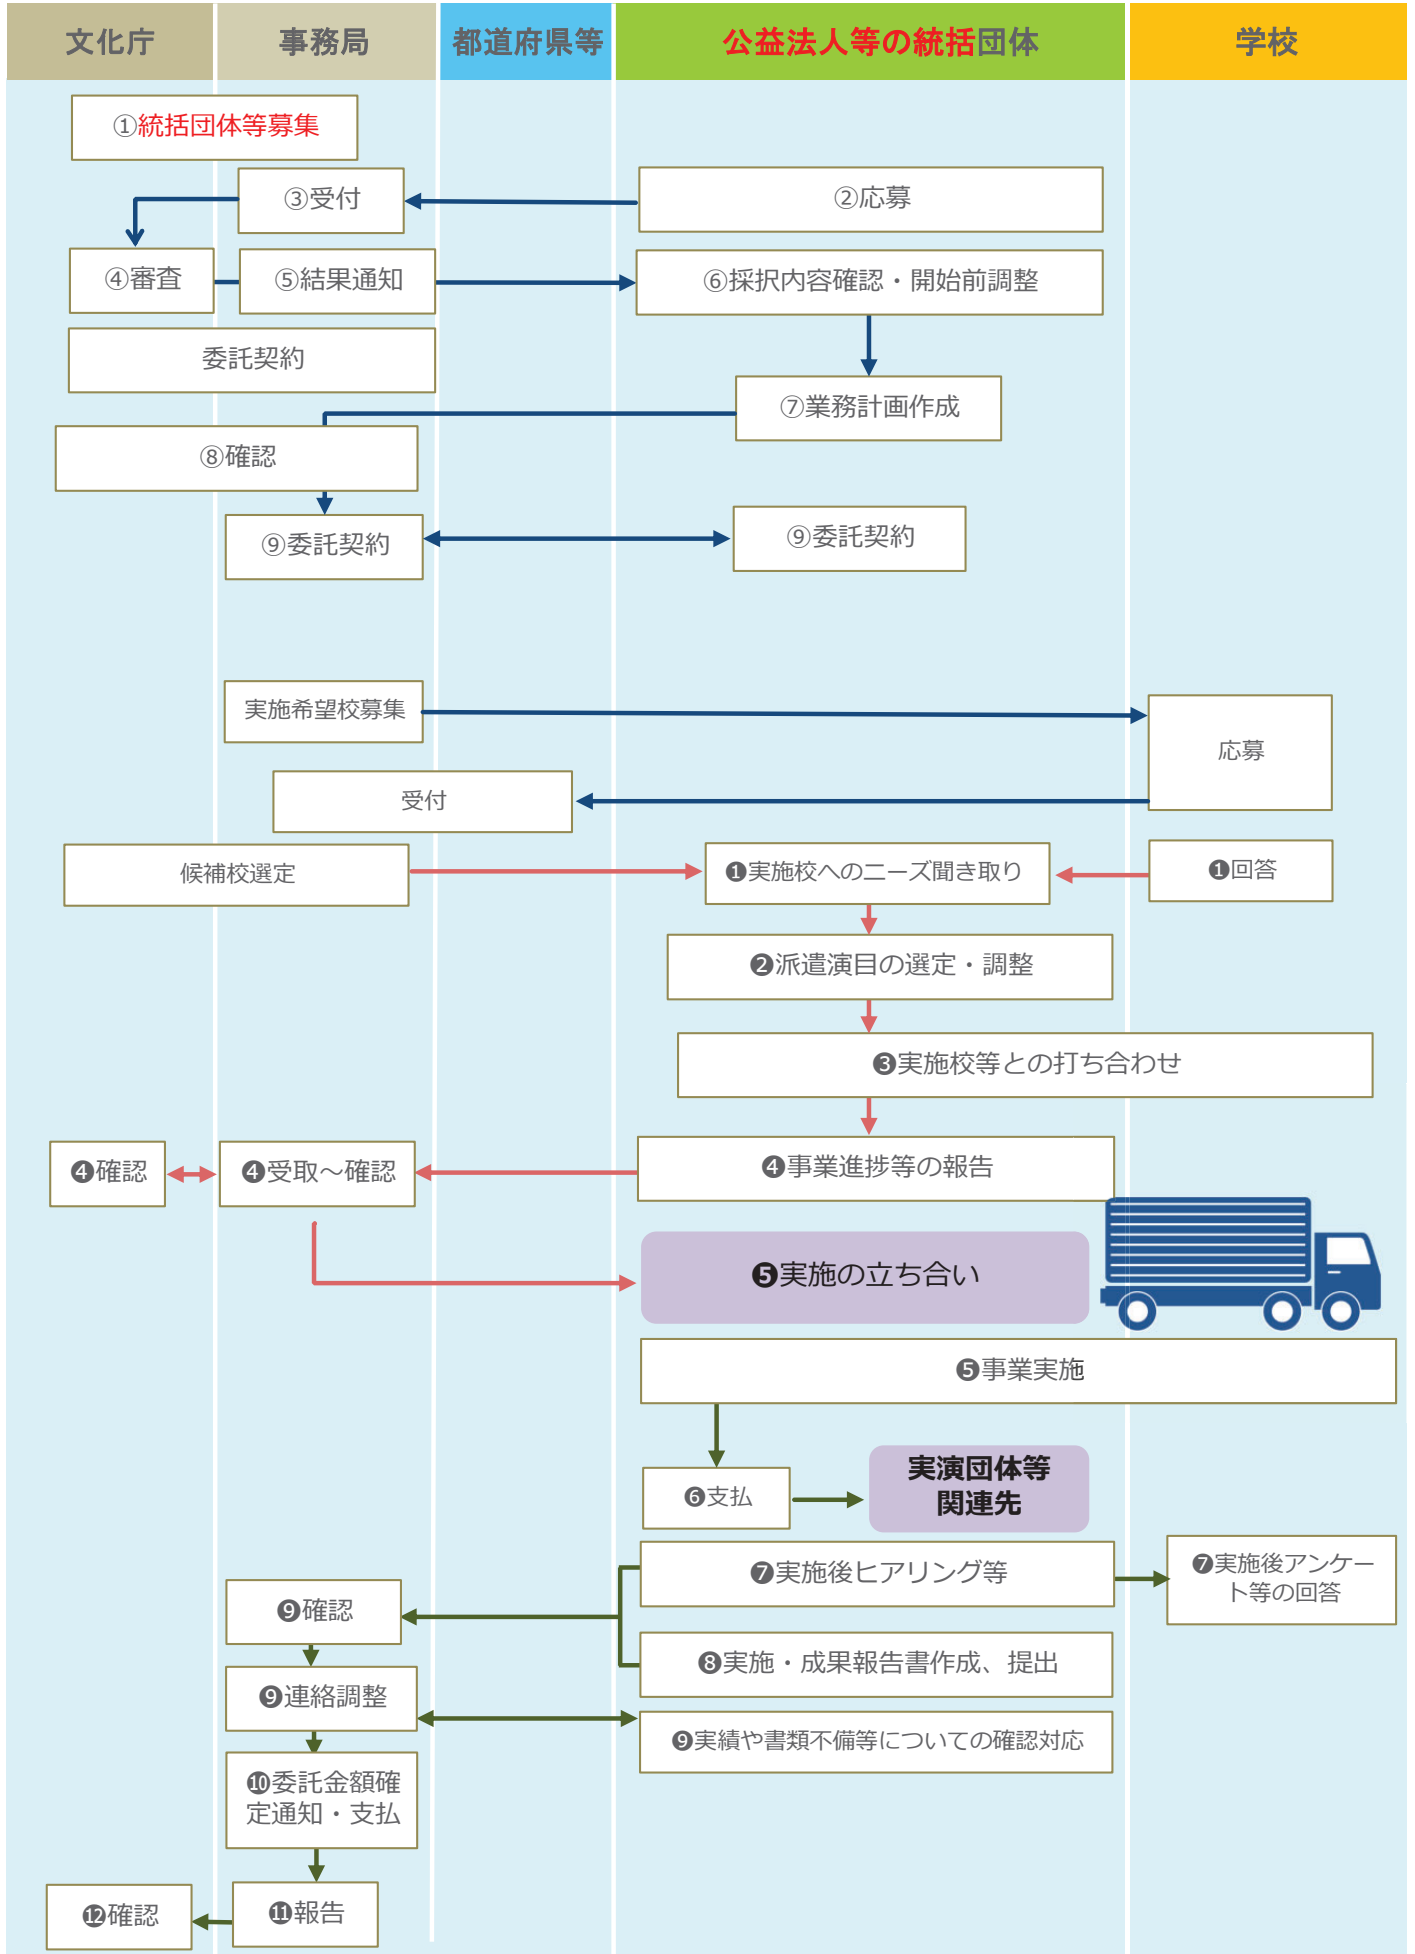 文化庁
事務局
都道府県等
公益法人等の統括団体
学校
①統括団体等募集
③受付
②応募
④審査
⑤結果通知
⑥採択内容確認・開始前調整
委託契約
⑦業務計画作成
⑧確認
⑨委託契約
⑨委託契約
実施希望校募集
応募
受付
候補校選定
❶実施校へのニーズ聞き取り
❶回答
❷派遣演目の選定・調整
❸実施校等との打ち合わせ
❹確認
❹受取～確認
❹事業進捗等の報告
❺実施の立ち合い
❺事業実施
❻支払
実演団体等
関連先
❼実施後ヒアリング等
❼実施後アンケー
ト等の回答
❾確認
❽実施・成果報告書作成、提出
❾連絡調整
❾実績や書類不備等についての確認対応
❿委託金額確
定通知・支払
⓬確認
⓫報告